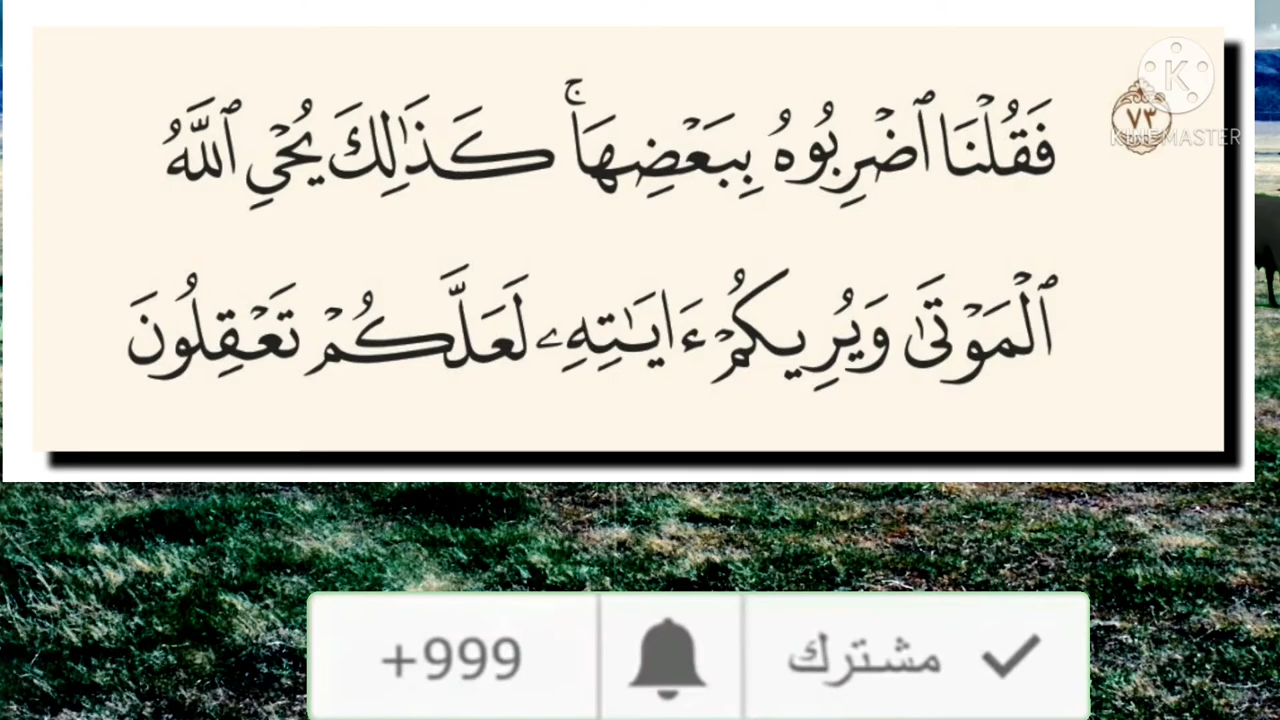 ٧٣ فَقُلْنَا ٱضْرِبُوهُ بِبَعْضِهَاۚ كَذَٰلِكَ يُحْيِ ٱللَّهُ
ٱلْمَوْتَىٰ وَيُرِيكُمْ ءَايَـٰتِهِۦ لَعَلَّكُمْ تَعْقِلُونَ
K
KINEMASTER
مشترك
+999